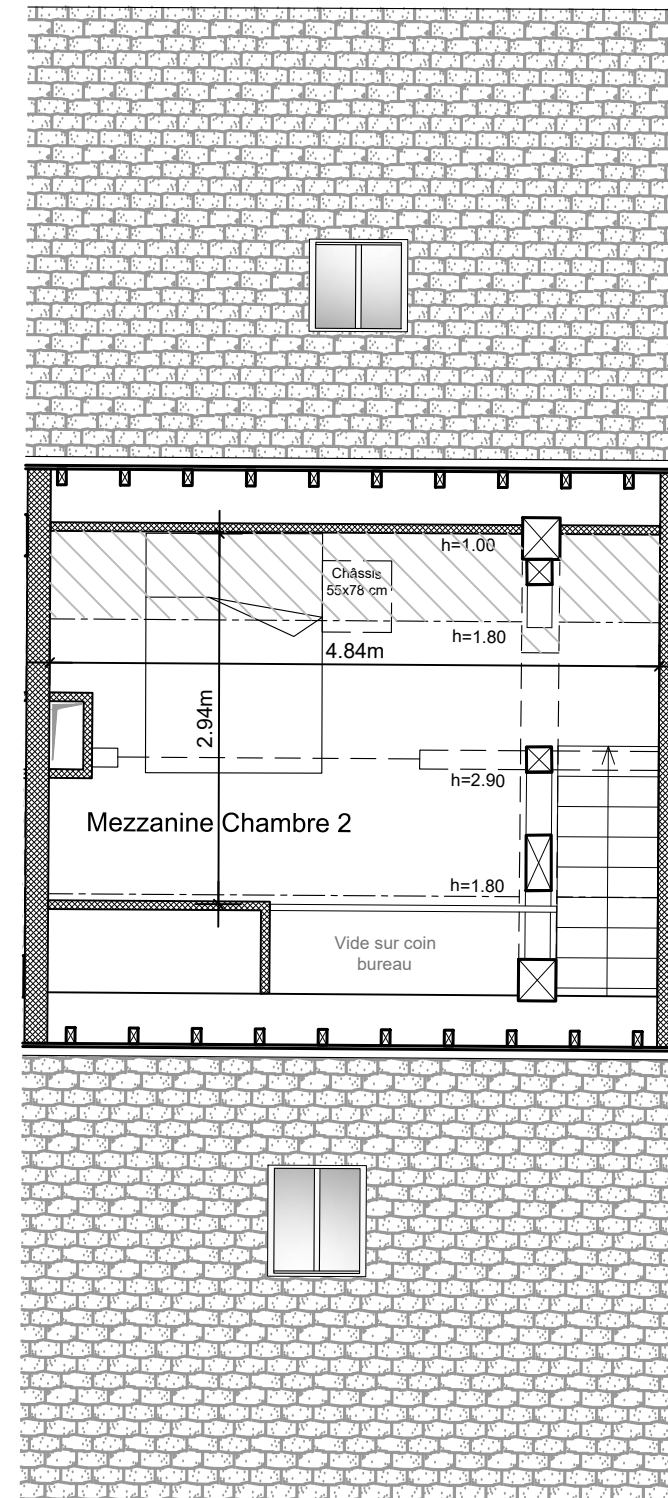 h=1.00
Châssis
55x78 cm
h=1.80
4.84m
2.94m
h=2.90
Mezzanine Chambre 2
h=1.80
Vide sur coin
bureau